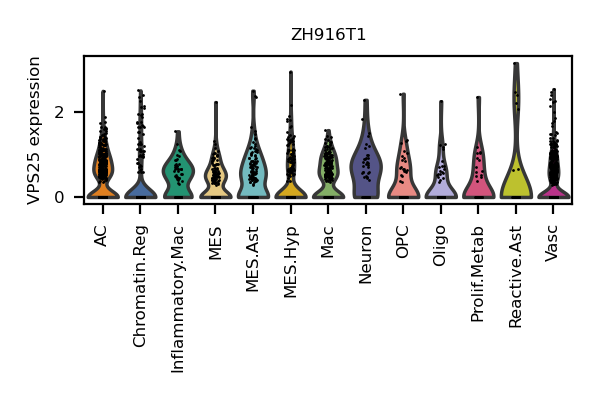 ZH916T1
VPS25 expression
2
0
AC
Chromatin.Reg
Inflammatory.Mac
MES
MES.Ast
MES.Hyp
Mac
Neuron
OPC
Oligo
Prolif.Metab
Reactive.Ast
Vasc